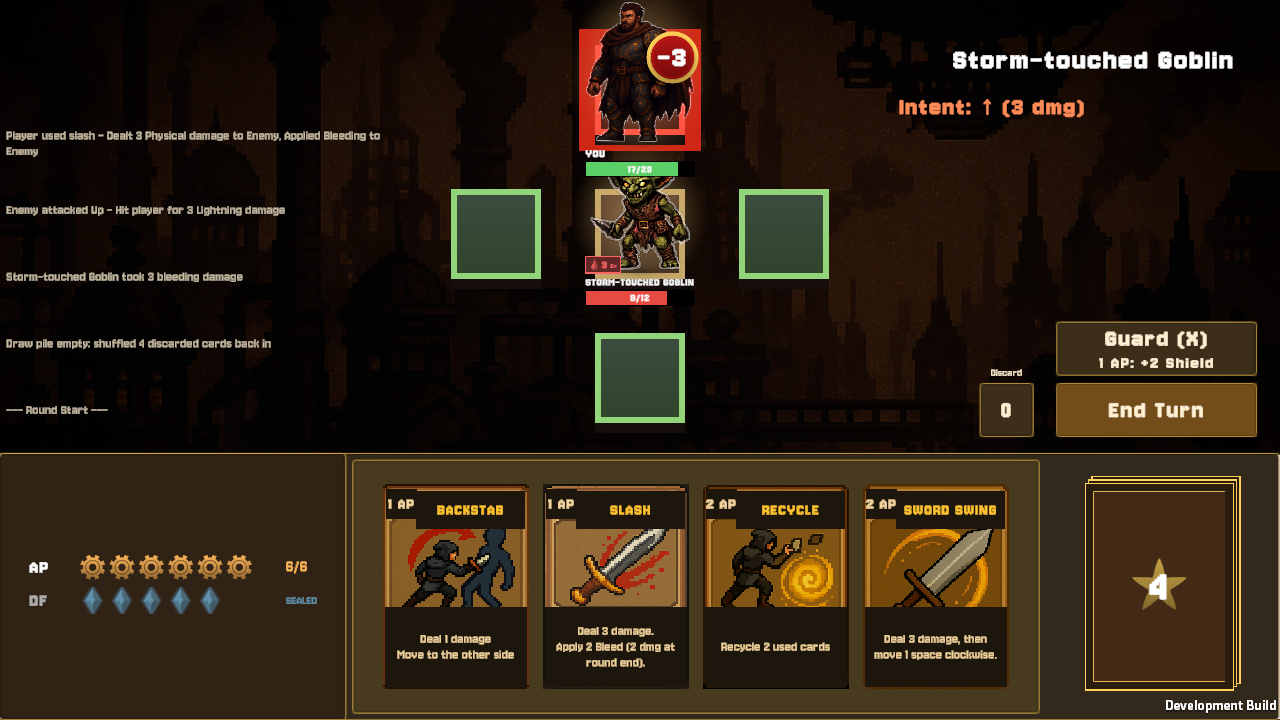 -3
Storm-touched Goblin
Intent: ↑ (3 dmg)
Player used slash - Dealt 3 Physical damage to Enemy, Applied Bleeding to
Enemy
YOU
17/20
Enemy attacked Up - Hit player for 3 Lightning damage
Storm-touched Goblin took 3 bleeding damage
3
STORM-TOUCHED GOBLIN
9/12
Draw pile empty: shuffled 4 discarded cards back in
--- Round Start ---
Guard (X)
1 AP: +2 Shield
Discard
0
End Turn
AP
6/6
DF
SEALED
1 AP
BACKSTAB
Deal 1 damage
Move to the other side
1 AP
SLASH
Deal 3 damage.
Apply 2 Bleed (2 dmg at
round end).
2 AP
RECYCLE
Recycle 2 used cards
2 AP
SWORD SWING
Deal 3 damage, then
move 1 space clockwise.
4
Development Build